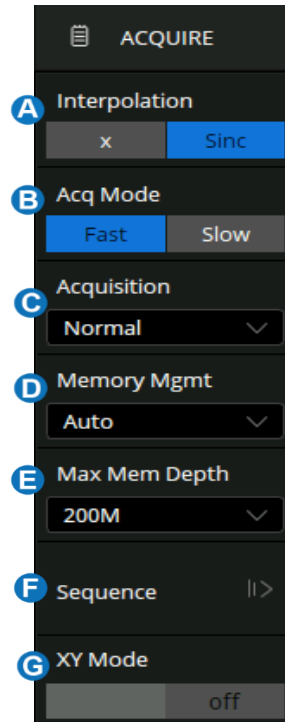 ACQUIRE
A Interpolation
x Sinc
B Acq Mode
Fast Slow
C Acquisition
Normal
D Memory Mgmt
Auto
E Max Mem Depth
200M
F Sequence
G XY Mode
off